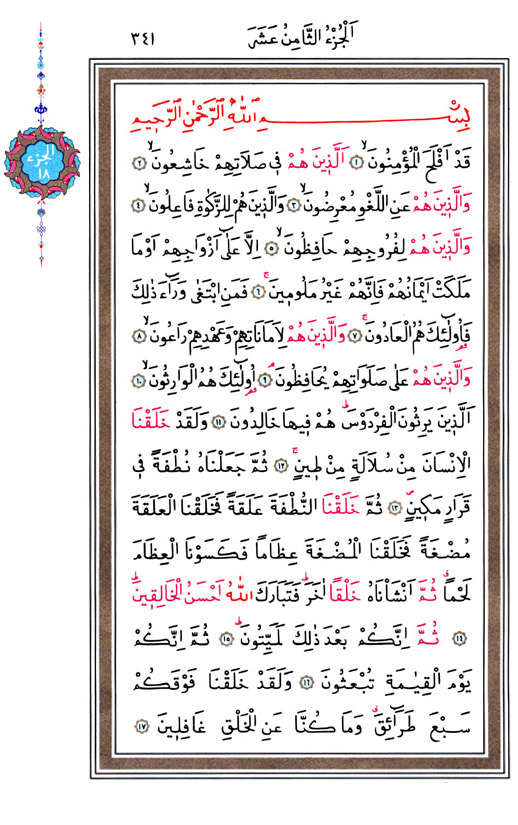 اَلْجُزْءُ الثَّامِنُ عَشَرَ ٣٤١
الجزء
١٨
بِسْــــــمِ اللّٰهِ الرَّحْمٰنِ الرَّح۪يمِ
قَدْ اَفْلَحَ الْمُؤْمِنُونَۙ ﴿١﴾ اَلَّذ۪ينَ هُمْ ف۪ي صَلَاتِهِمْ خَاشِعُونَۙ ﴿٢﴾
وَالَّذ۪ينَ هُمْ عَنِ اللَّغْوِ مُعْرِضُونَۙ ﴿٣﴾ وَالَّذ۪ينَ هُمْ لِلزَّكٰوةِ فَاعِلُونَۙ ﴿٤﴾
وَالَّذ۪ينَ هُمْ لِفُرُوجِهِمْ حَافِظُونَۙ ﴿٥﴾ اِلَّا عَلٰٓى اَزْوَاجِهِمْ اَوْ مَا
مَلَكَتْ اَيْمَانُهُمْ فَاِنَّهُمْ غَيْرُ مَلُوم۪ينَۚ ﴿٦﴾ فَمَنِ ابْتَغٰى وَرَٓاءَ ذٰلِكَ
فَاُو۬لٰٓئِكَ هُمُ الْعَادُونَۚ ﴿٧﴾ وَالَّذ۪ينَ هُمْ لِاَمَانَاتِهِمْ وَعَهْدِهِمْ رَاعُونَۙ ﴿٨﴾
وَالَّذ۪ينَ هُمْ عَلٰى صَلَوَاتِهِمْ يُحَافِظُونَۢ ﴿٩﴾ اُو۬لٰٓئِكَ هُمُ الْوَارِثُونَۙ ﴿١٠﴾
اَلَّذ۪ينَ يَرِثُونَ الْفِرْدَوْسَۜ هُمْ ف۪يهَا خَالِدُونَ ﴿١١﴾ وَلَقَدْ خَلَقْنَا
الْاِنْسَانَ مِنْ سُلَالَةٍ مِنْ ط۪ينٍۚ ﴿١٢﴾ ثُمَّ جَعَلْنَاهُ نُطْفَةً ف۪ي
قَرَارٍ مَك۪ينٍۖ ﴿١٣﴾ ثُمَّ خَلَقْنَا النُّطْفَةَ عَلَقَةً فَخَلَقْنَا الْعَلَقَةَ
مُضْغَةً فَخَلَقْنَا الْمُضْغَةَ عِظَاماً فَكَسَوْنَا الْعِظَامَ
لَحْماًۗ ثُمَّ اَنْشَأْنَاهُ خَلْقاً اٰخَرَۜ فَتَبَارَكَ اللّٰهُ اَحْسَنُ الْخَالِق۪ينَۜ
﴿١٤﴾ ثُمَّ اِنَّكُمْ بَعْدَ ذٰلِكَ لَمَيِّتُونَۜ ﴿١٥﴾ ثُمَّ اِنَّكُمْ
يَوْمَ الْقِيٰمَةِ تُبْعَثُونَ ﴿١٦﴾ وَلَقَدْ خَلَقْنَا فَوْقَكُمْ
سَبْعَ طَرَٓائِقَۗ وَمَا كُنَّا عَنِ الْخَلْقِ غَافِل۪ينَ ﴿١٧﴾